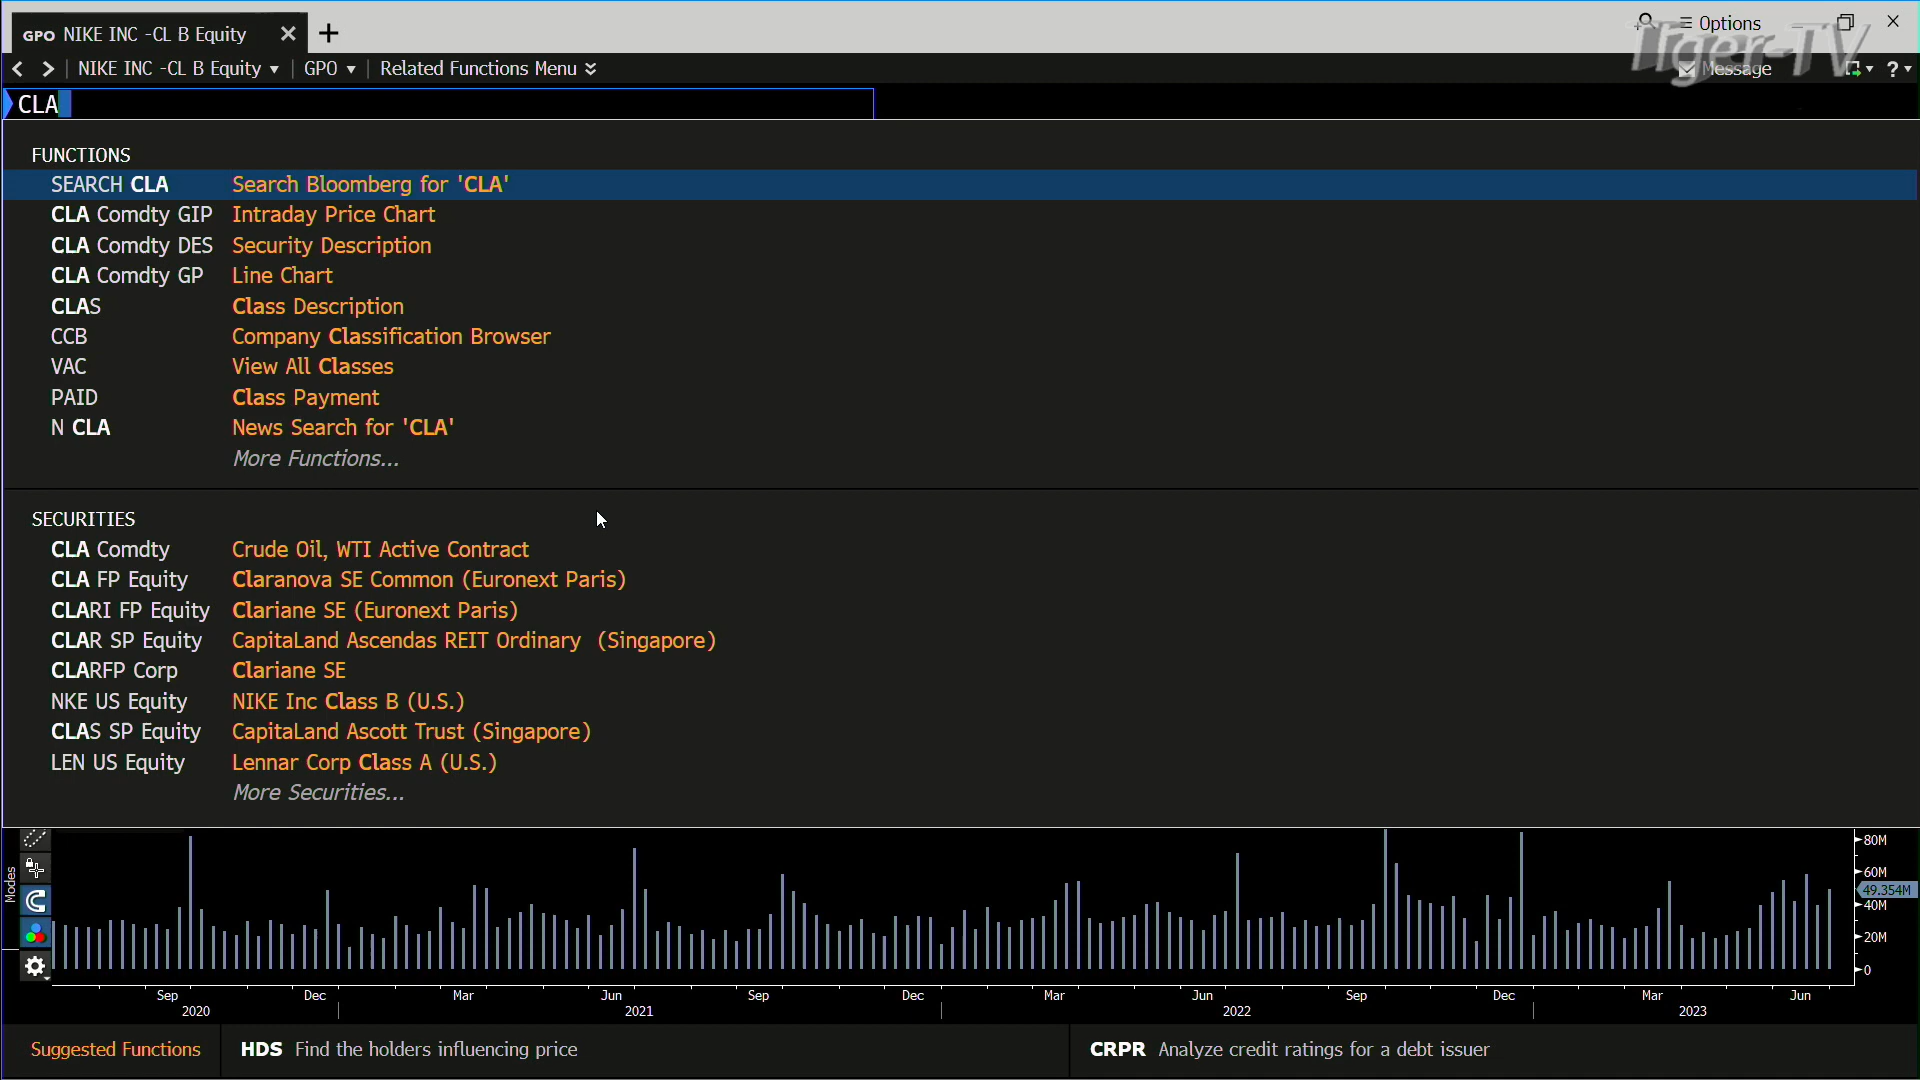 GPO NIKE INC -CL B Equity
Options
Tiger-TV
NIKE INC -CL B Equity GPO Related Functions Menu Message ?
CLA
FUNCTIONS
SEARCH CLA Search Bloomberg for 'CLA'
CLA Comdty GIP Intraday Price Chart
CLA Comdty DES Security Description
CLA Comdty GP Line Chart
CLAS Class Description
CCB Company Classification Browser
VAC View All Classes
PAID Class Payment
N CLA News Search for 'CLA'
More Functions...
SECURITIES
CLA Comdty Crude Oil, WTI Active Contract
CLA FP Equity Claranova SE Common (Euronext Paris)
CLARI FP Equity Clariane SE (Euronext Paris)
CLAR SP Equity CapitaLand Ascendas REIT Ordinary (Singapore)
CLARFP Corp Clariane SE
NKE US Equity NIKE Inc Class B (U.S.)
CLAS SP Equity CapitaLand Ascott Trust (Singapore)
LEN US Equity Lennar Corp Class A (U.S.)
More Securities...
Modes
80M
60M
49.354M
40M
20M
0
Sep Dec Mar Jun Sep Dec Mar Jun Sep Dec Mar Jun
2020 2021 2022 2023
Suggested Functions HDS Find the holders influencing price CRPR Analyze credit ratings for a debt issuer